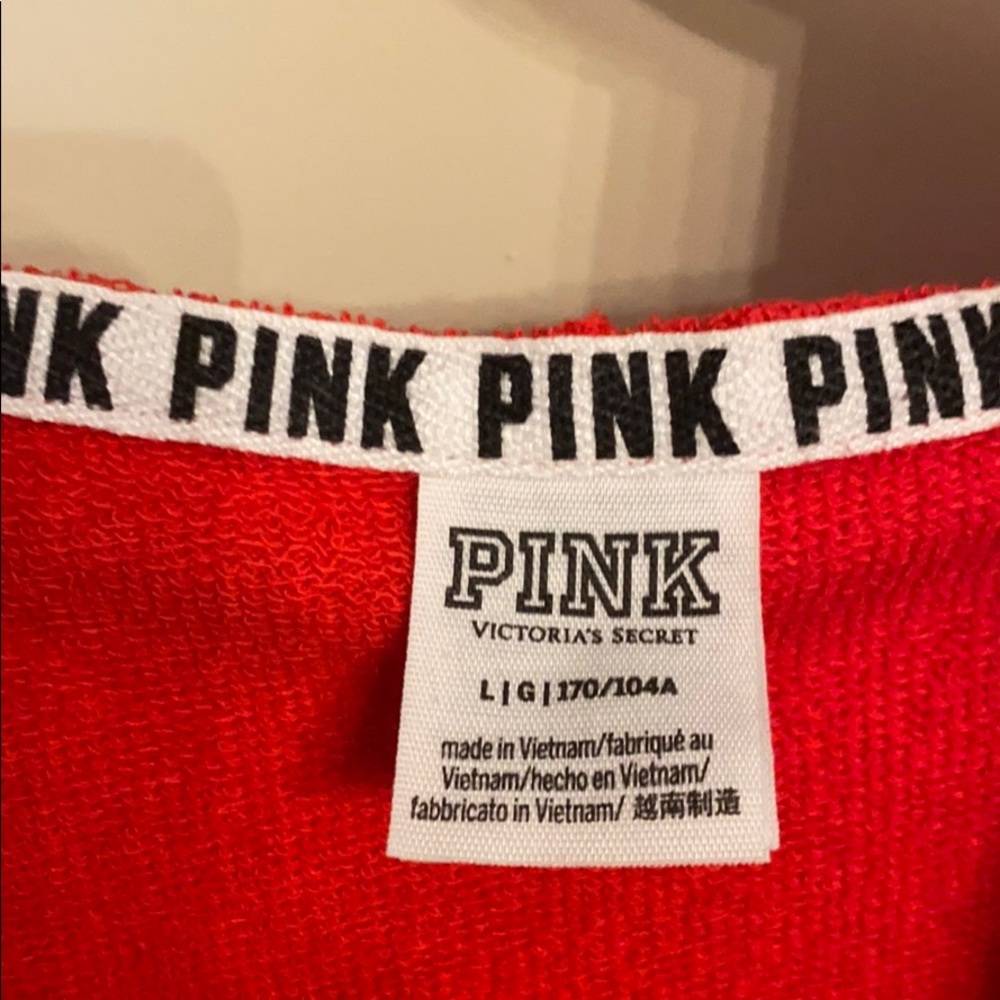 NK PINK PINK PINK
PINK
VICTORIA'S SECRET
L | G | 170/104A
made in Vietnam/fabriqué au
Vietnam/hecho en Vietnam/
fabbricato in Vietnam/ 越南制造